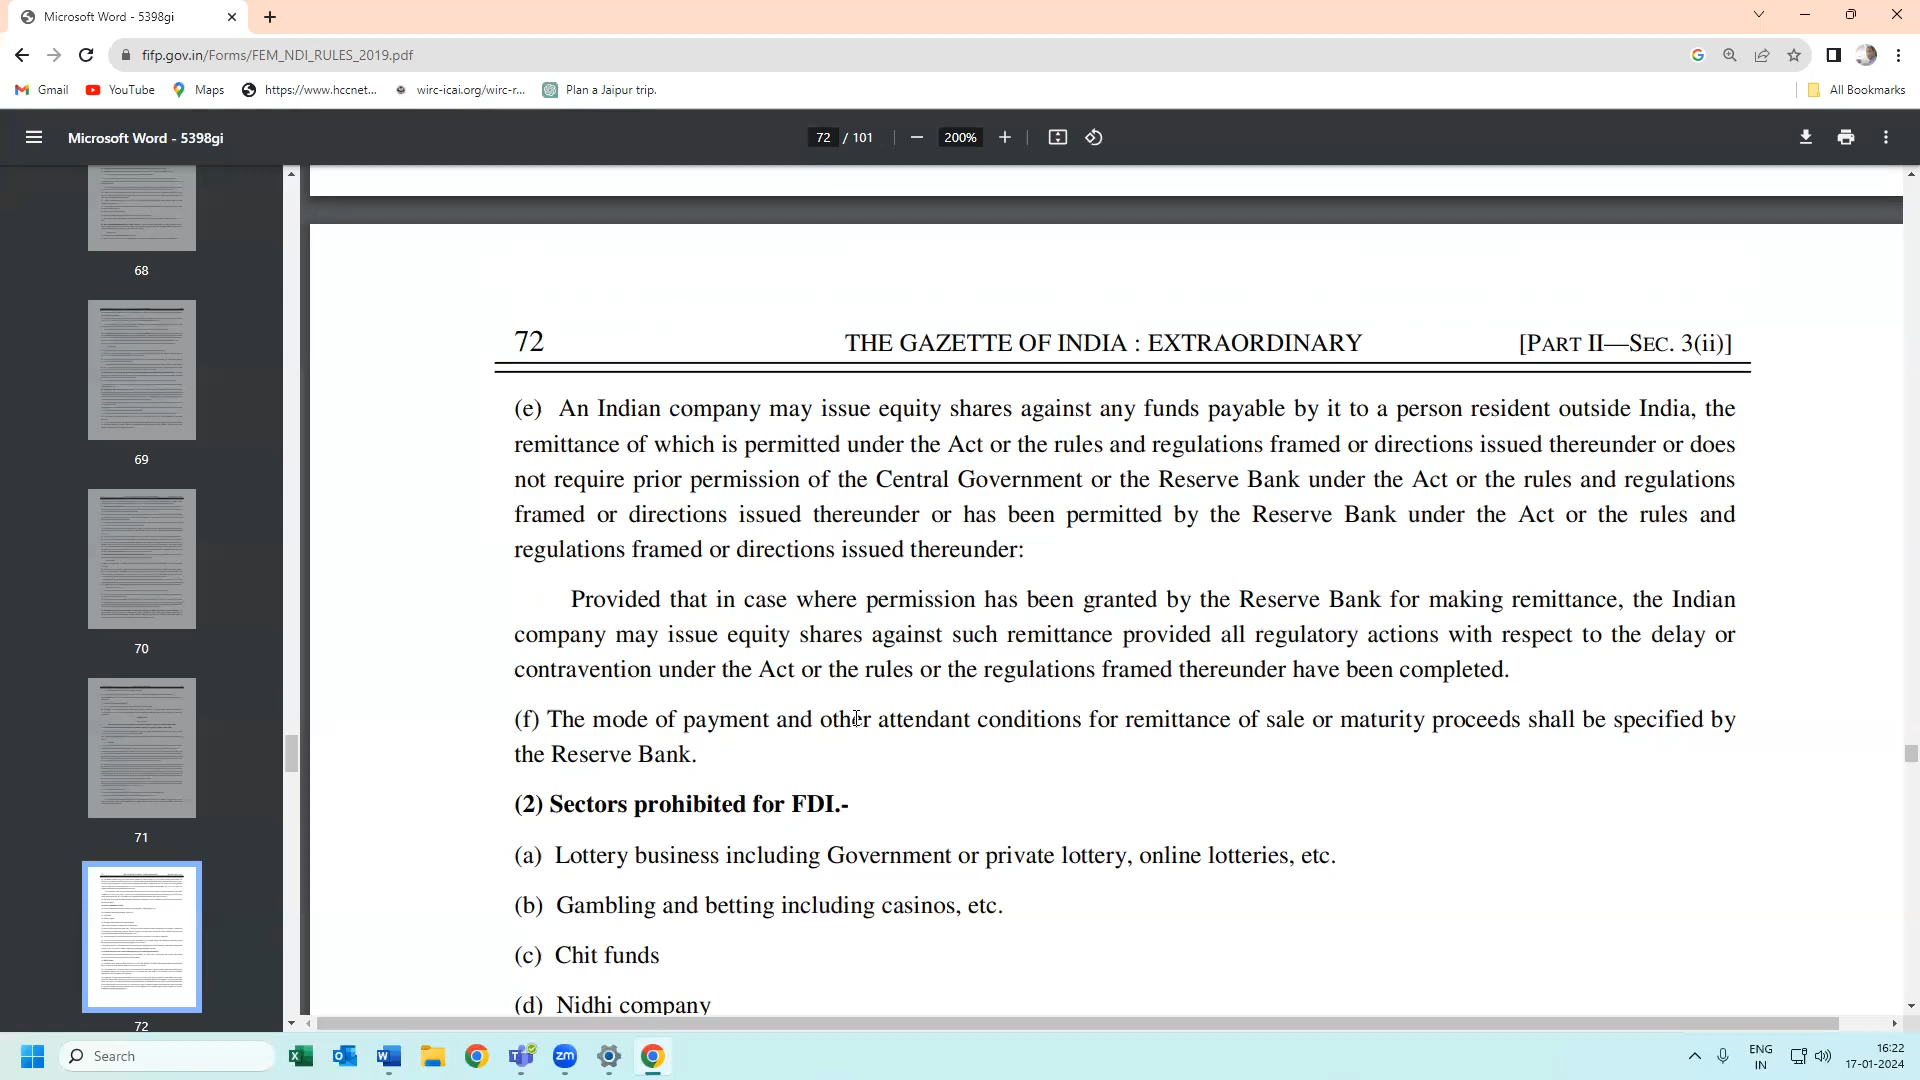 Microsoft Word - 5398gi
fifp.gov.in/Forms/FEM_NDI_RULES_2019.pdf
Gmail YouTube Maps https://www.hccnet... wirc-icai.org/wirc-r... Plan a Jaipur trip. All Bookmarks
Microsoft Word - 5398gi 72 / 101 200%
68
69
70
71
72
72 THE GAZETTE OF INDIA : EXTRAORDINARY [PART II—SEC. 3(ii)]
(e) An Indian company may issue equity shares against any funds payable by it to a person resident outside India, the
remittance of which is permitted under the Act or the rules and regulations framed or directions issued thereunder or does
not require prior permission of the Central Government or the Reserve Bank under the Act or the rules and regulations
framed or directions issued thereunder or has been permitted by the Reserve Bank under the Act or the rules and
regulations framed or directions issued thereunder:
Provided that in case where permission has been granted by the Reserve Bank for making remittance, the Indian
company may issue equity shares against such remittance provided all regulatory actions with respect to the delay or
contravention under the Act or the rules or the regulations framed thereunder have been completed.
(f) The mode of payment and other attendant conditions for remittance of sale or maturity proceeds shall be specified by
the Reserve Bank.
(2) Sectors prohibited for FDI.-
(a) Lottery business including Government or private lottery, online lotteries, etc.
(b) Gambling and betting including casinos, etc.
(c) Chit funds
(d) Nidhi company
Search zm ENG 16:22
IN 17-01-2024